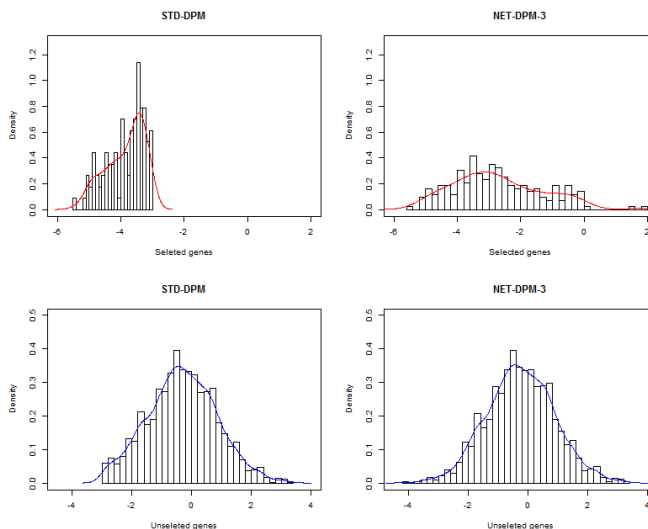 STD-DPM
NET-DPM-3
Density
0.0 0.2 0.4 0.6 0.8 1.0 1.2
-6 -4 -2 0 2
Seleted genes
Density
0.0 0.2 0.4 0.6 0.8 1.0 1.2
-6 -4 -2 0 2
Selected genes
STD-DPM
NET-DPM-3
Density
0.0 0.1 0.2 0.3 0.4 0.5
-4 -2 0 2 4
Unseleted genes
Density
0.0 0.1 0.2 0.3 0.4 0.5
-4 -2 0 2 4
Unseleted genes